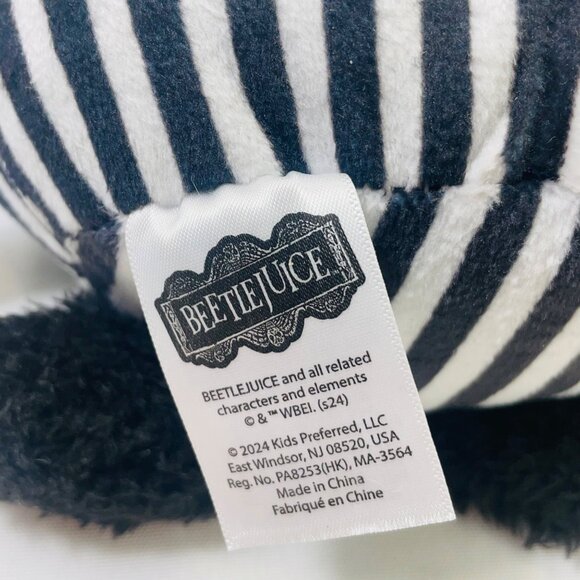 BEETLEJUICE
BEETLEJUICE and all related
characters and elements
© & ™ WBEI. (s24)
© 2024 Kids Preferred, LLC
East Windsor, NJ 08520, USA
Reg. No. PA8253(HK), MA-3564
Made in China
Fabriqué en Chine